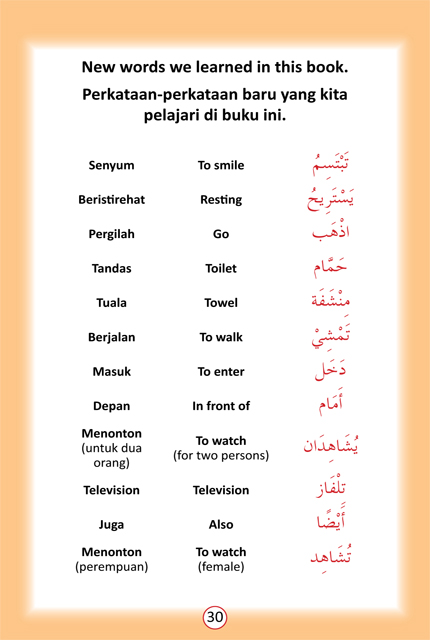 New words we learned in this book.
Perkataan-perkataan baru yang kita
pelajari di buku ini.
Senyum To smile تَبْتَسِمُ
Beristirehat Resting يَسْتَرِيحُ
Pergilah Go اذْهَب
Tandas Toilet حَمَّام
Tuala Towel مِنْشَفَة
Berjalan To walk تَمْشِيْ
Masuk To enter دَخَل
Depan In front of أَمَام
Menonton
(untuk dua
orang)
To watch
(for two persons)
يُشَاهِدَان
Television Television تِلْفَاز
Juga Also أَيْضًا
Menonton
(perempuan)
To watch
(female)
تُشَاهِد
30